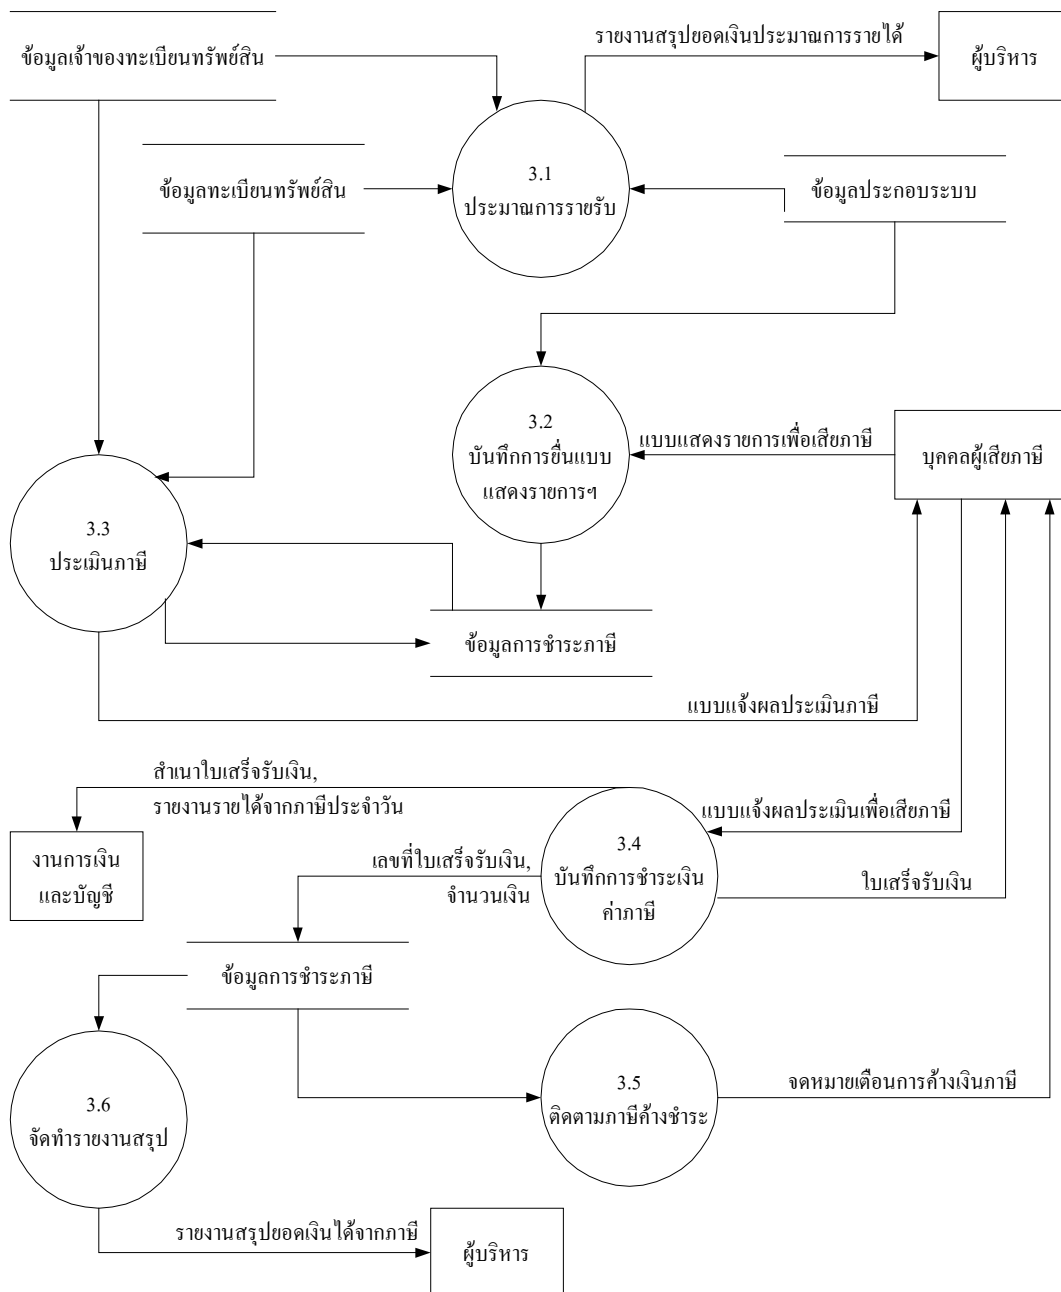 รายงานสรุปยอดเงินประมาณการรายได้
ข้อมูลเจ้าของทะเบียนทรัพย์สิน
ผู้บริหาร
3.1
ประมาณการรายรับ
ข้อมูลทะเบียนทรัพย์สิน
ข้อมูลประกอบระบบ
3.2
บันทึกการยื่นแบบ
แสดงรายการฯ
แบบแสดงรายการเพื่อเสียภาษี
บุคคลผู้เสียภาษี
3.3
ประเมินภาษี
ข้อมูลการชำระภาษี
แบบแจ้งผลประเมินภาษี
สำเนาใบเสร็จรับเงิน,
รายงานรายได้จากภาษีประจำวัน
แบบแจ้งผลประเมินเพื่อเสียภาษี
งานการเงิน
และบัญชี
เลขที่ใบเสร็จรับเงิน,
จำนวนเงิน
3.4
บันทึกการชำระเงิน
ค่าภาษี
ใบเสร็จรับเงิน
ข้อมูลการชำระภาษี
3.5
ติดตามภาษีค้างชำระ
จดหมายเตือนการค้างเงินภาษี
3.6
จัดทำรายงานสรุป
รายงานสรุปยอดเงินได้จากภาษี
ผู้บริหาร